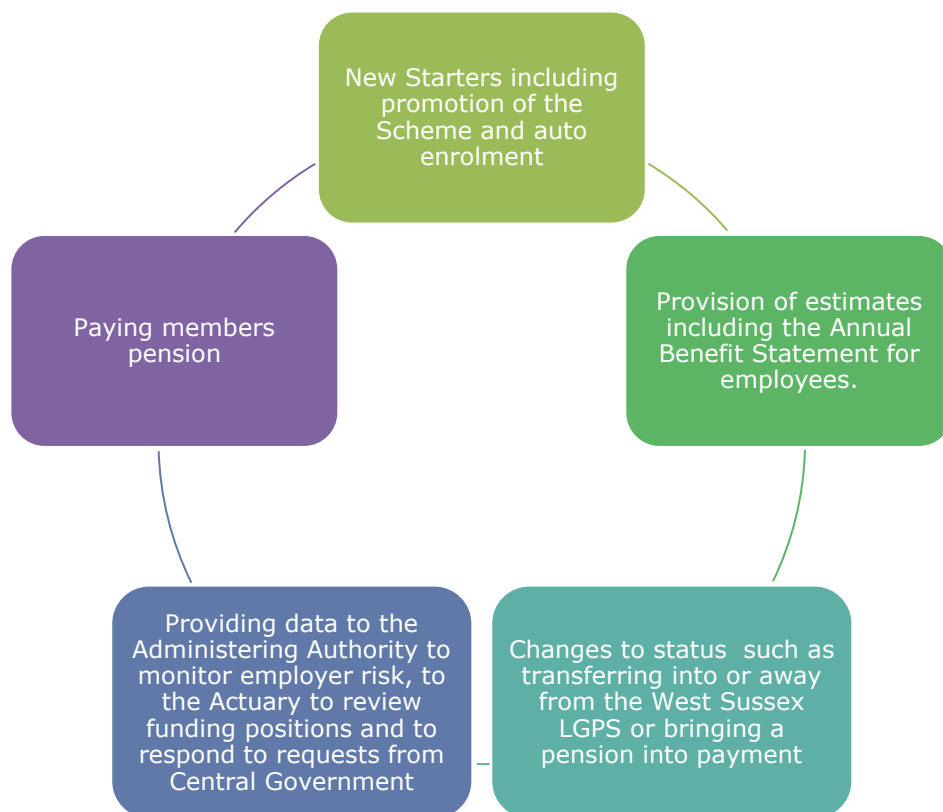 New Starters including
promotion of the
Scheme and auto
enrolment
Provision of estimates
including the Annual
Benefit Statement for
employees.
Changes to status such as
transferring into or away
from the West Sussex
LGPS or bringing a
pension into payment
Providing data to the
Administering Authority to
monitor employer risk, to
the Actuary to review
funding positions and to
respond to requests from
Central Government
Paying members
pension